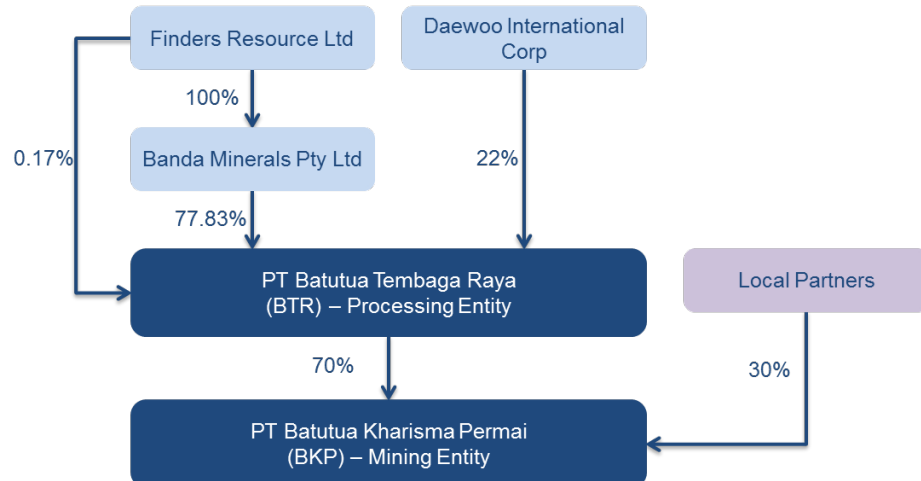 Finders Resource Ltd
Daewoo International
Corp
100%
0.17%
Banda Minerals Pty Ltd
22%
77.83%
PT Batutua Tembaga Raya
(BTR) – Processing Entity
Local Partners
70%
30%
PT Batutua Kharisma Permai
(BKP) – Mining Entity